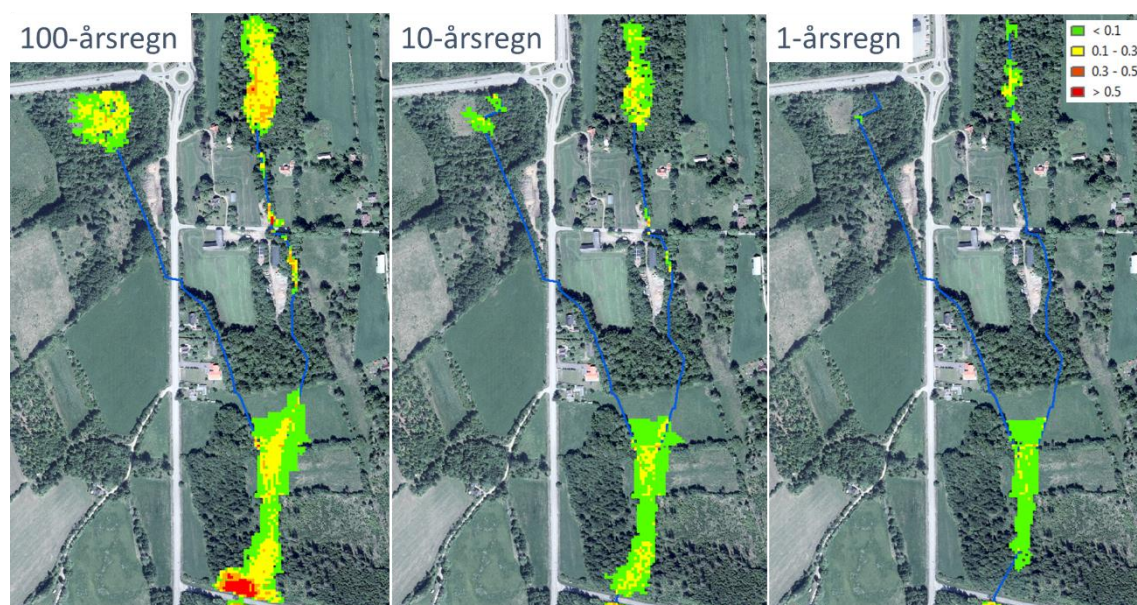 100-årsregn
10-årsregn
1-årsregn
< 0.1
0.1 - 0.3
0.3 - 0.5
> 0.5